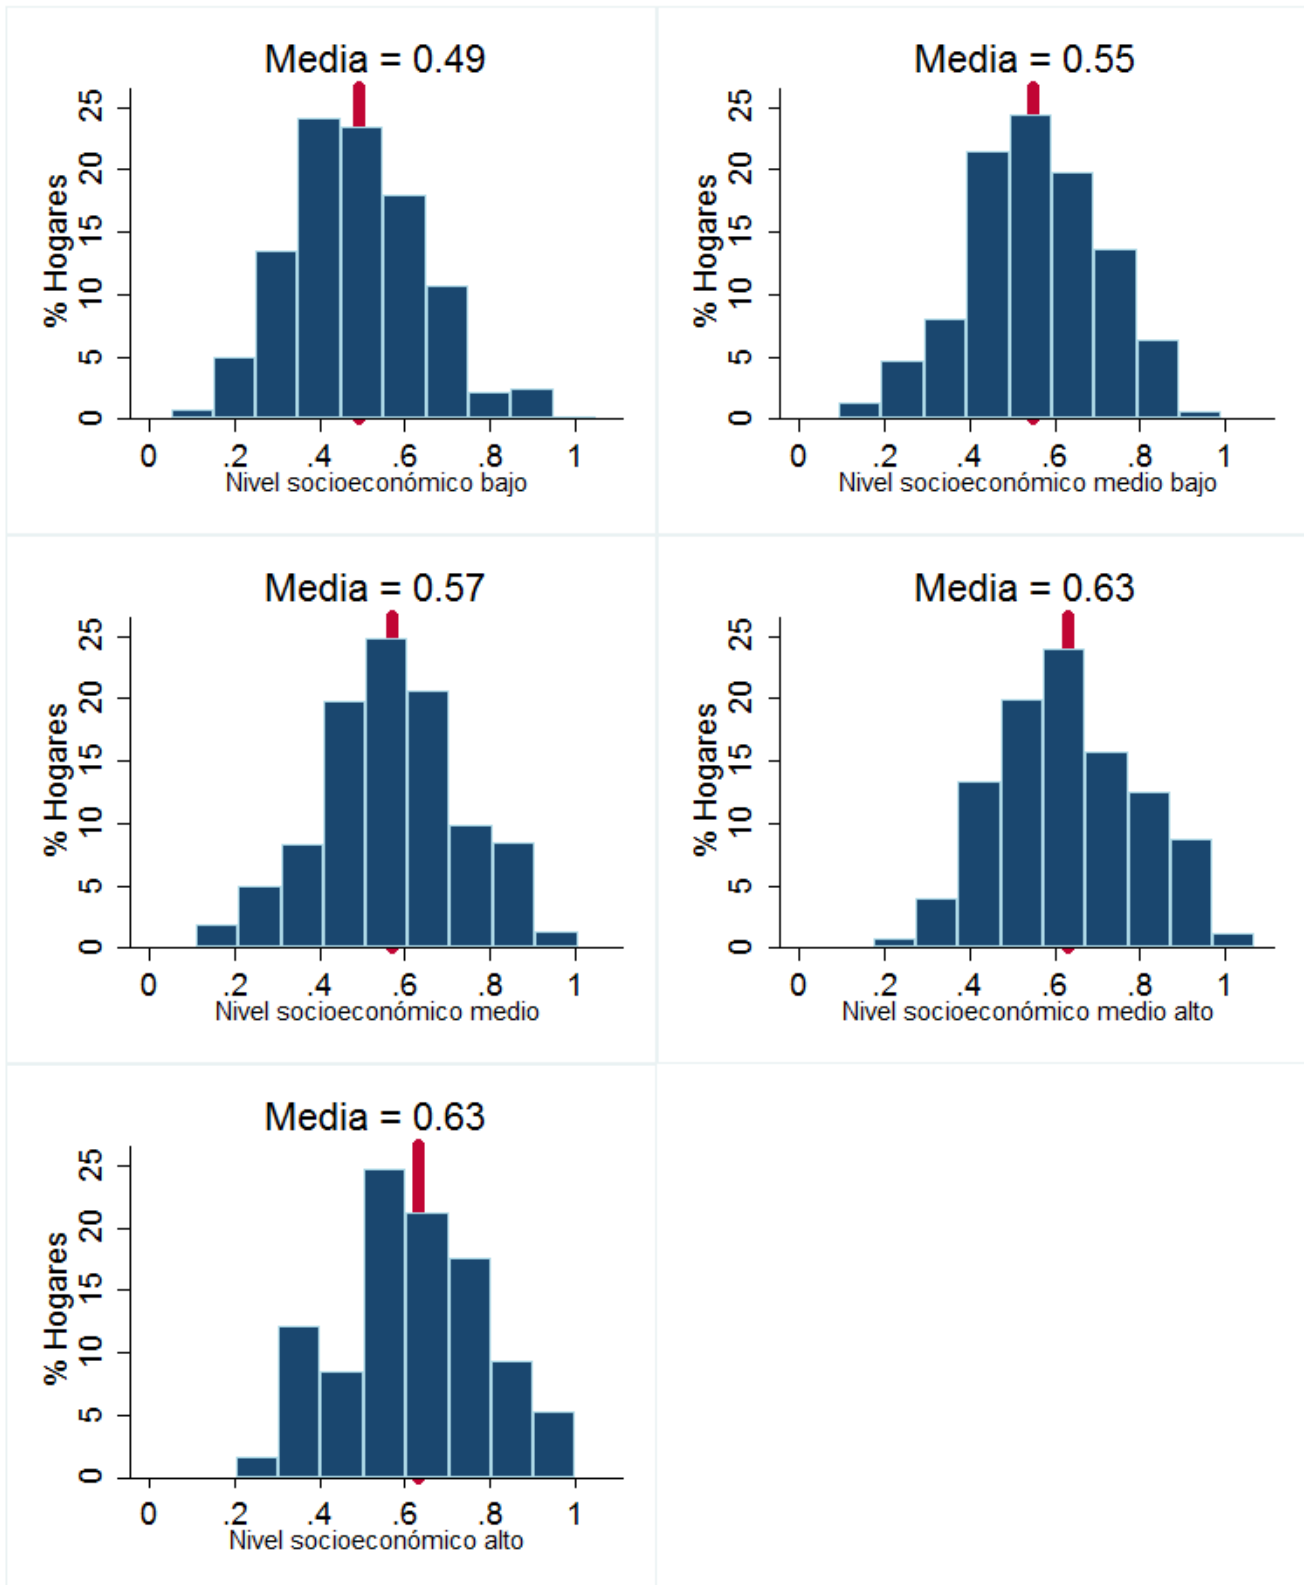 Media = 0.49
% Hogares
25
20
15
10
5
0
0 .2 .4 .6 .8 1
Nivel socioeconómico bajo
Media = 0.55
% Hogares
25
20
15
10
5
0
0 .2 .4 .6 .8 1
Nivel socioeconómico medio bajo
Media = 0.57
% Hogares
25
20
15
10
5
0
0 .2 .4 .6 .8 1
Nivel socioeconómico medio
Media = 0.63
% Hogares
25
20
15
10
5
0
0 .2 .4 .6 .8 1
Nivel socioeconómico medio alto
Media = 0.63
% Hogares
25
20
15
10
5
0
0 .2 .4 .6 .8 1
Nivel socioeconómico alto